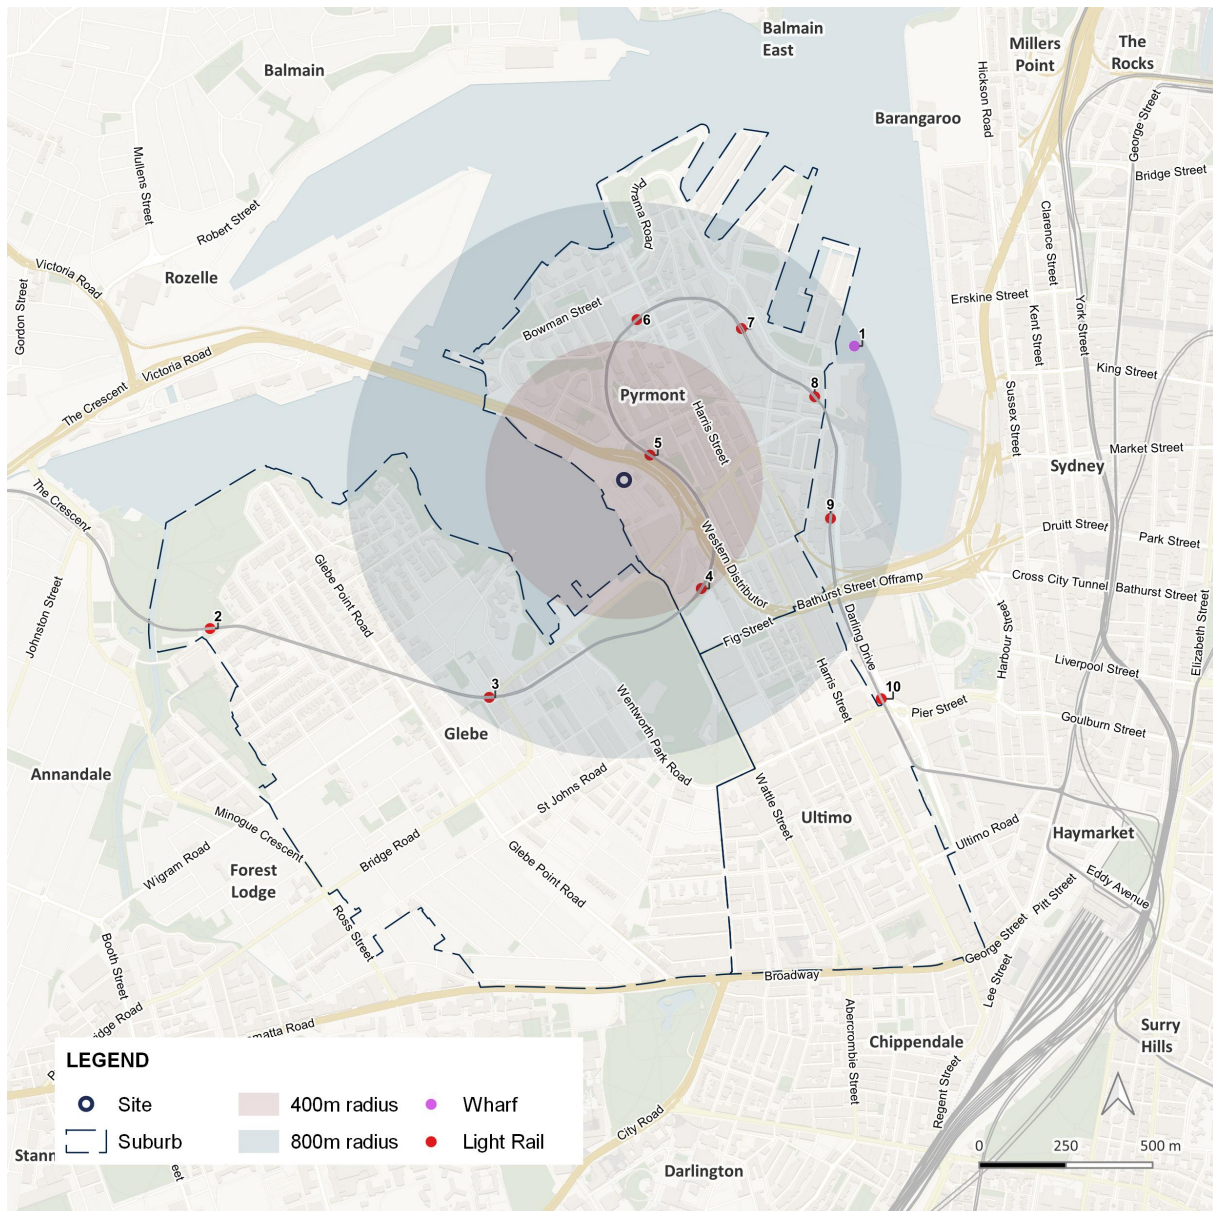 Balmain
East
Millers
Point
The
Rocks
Balmain
Hickson Road
George Street
Barangaroo
Mullens Street
Bridge Street
Pirrama Road
Robert Street
Clarence Street
Victoria Road
Rozelle
Gordon Street
Erskine Street
Kent Street
York Street
Bowman Street
6
7
1
Victoria Road
King Street
The Crescent
Pyrmont
8
Sussex Street
Harris Street
5
Market Street
Sydney
The Crescent
9
Druitt Street
Park Street
Western Distributor
Glebe Point Road
4
Bathurst Street Offramp
Cross City Tunnel
Bathurst Street
Johnston Street
2
Fig Street
Darling Drive
Harbour Street
Elizabeth Street
Liverpool Street
3
Harris Street
10
Pier Street
Wentworth Park Road
Glebe
Goulburn Street
Annandale
St Johns Road
Wattle Street
Ultimo
Minogue Crescent
Bridge Road
Ultimo Road
Haymarket
Wigram Road
Forest
Lodge
Glebe Point Road
Eddy Avenue
Pitt Street
Ross Street
George Street
Booth Street
Broadway
Lee Street
idge Road
matta Road
P
Abercrombie Street
Chippendale
Surry
Hills
Regent Street
City Road
LEGEND
Site
400m radius
Wharf
Suburb
800m radius
Light Rail
0 250 500 m
Stann
eet
Darlington